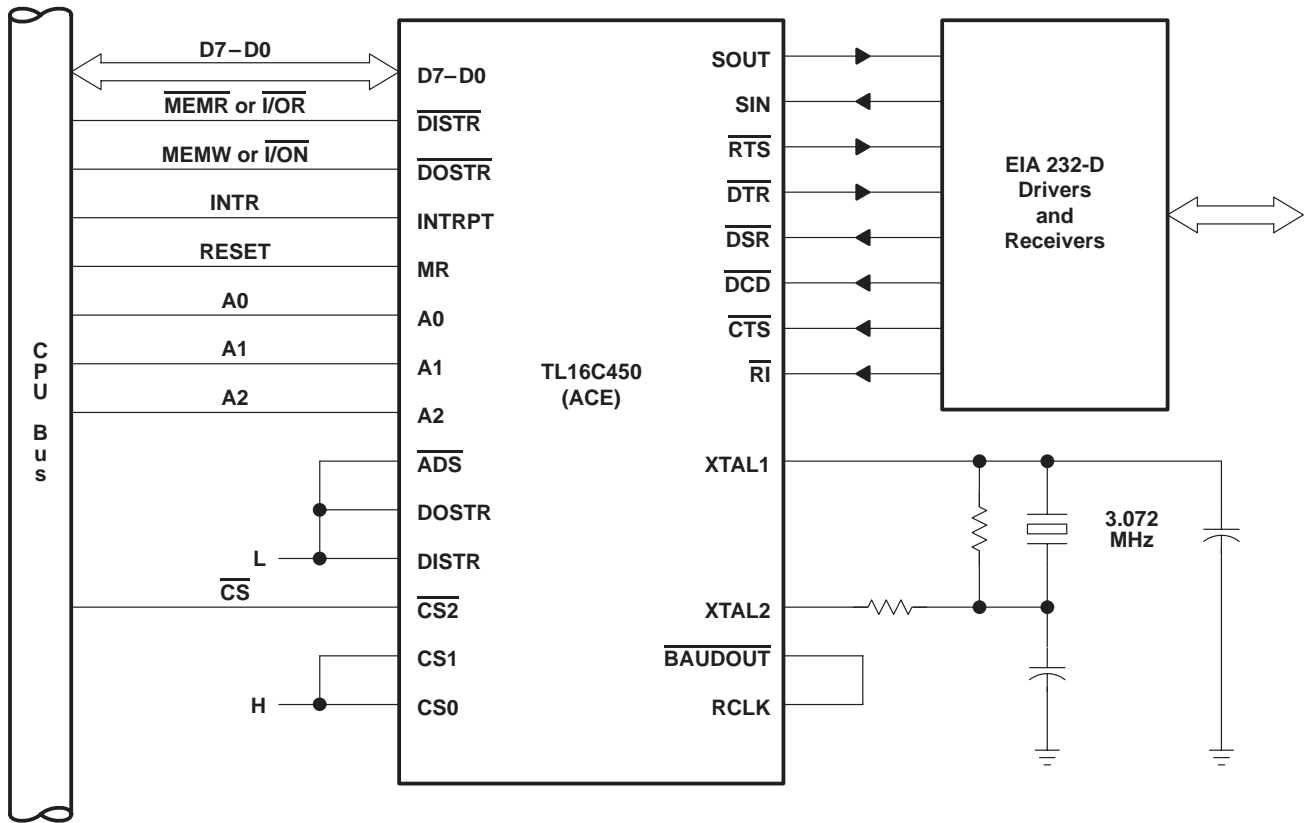 D7–D0
MEMR or I/OR
MEMW or I/ON
INTR
RESET
A0
A1
A2
L
CS
H
CPU Bus
D7–D0
DISTR
DOSTR
INTRPT
MR
A0
A1
A2
ADS
DOSTR
DISTR
CS2
CS1
CS0
TL16C450
(ACE)
SOUT
SIN
RTS
DTR
DSR
DCD
CTS
RI
XTAL1
XTAL2
BAUDOUT
RCLK
EIA 232-D
Drivers
and
Receivers
3.072
MHz